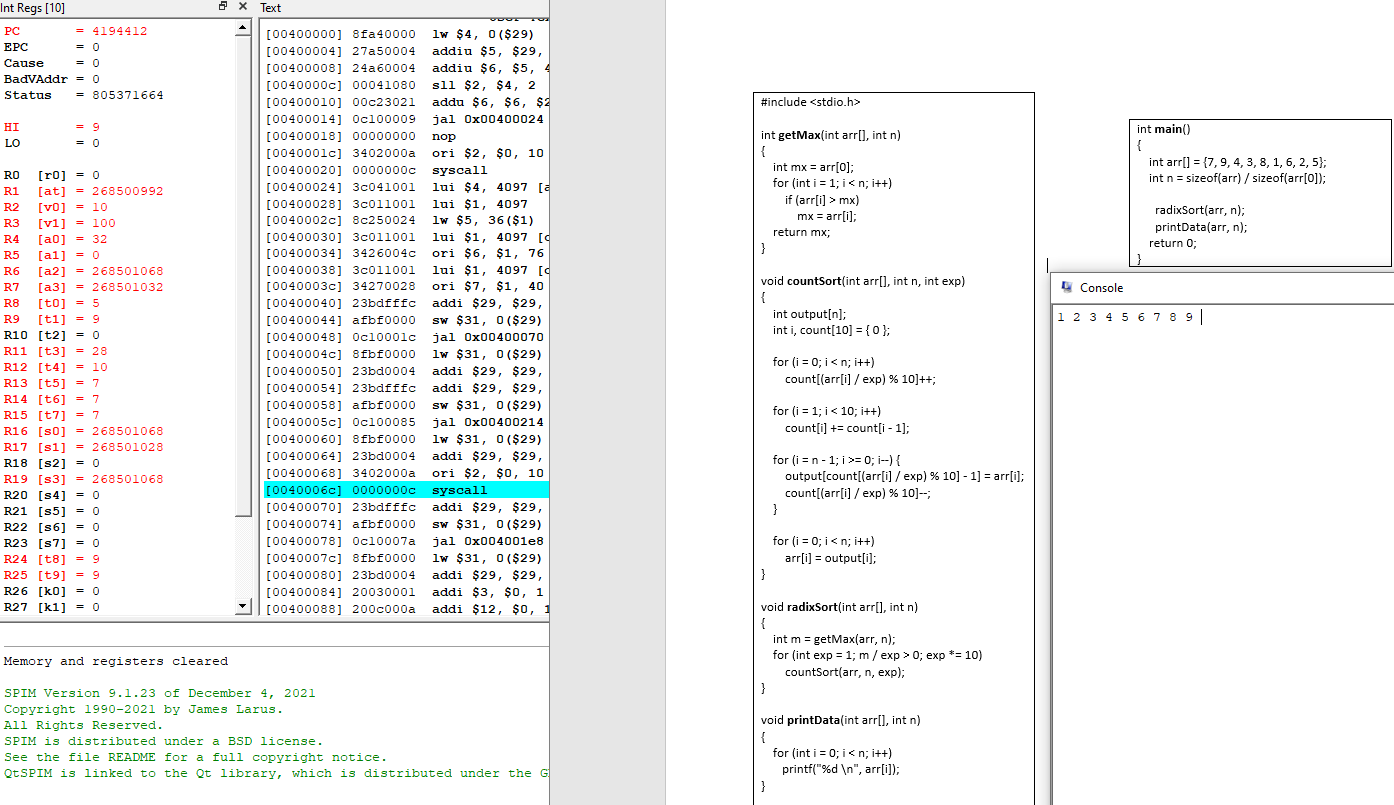 Int Regs [10]
PC = 4194412
EPC = 0
Cause = 0
BadVAddr = 0
Status = 805371664
HI = 9
LO = 0
R0 [r0] = 0
R1 [at] = 268500992
R2 [v0] = 10
R3 [v1] = 100
R4 [a0] = 32
R5 [a1] = 0
R6 [a2] = 268501068
R7 [a3] = 268501032
R8 [t0] = 5
R9 [t1] = 9
R10 [t2] = 0
R11 [t3] = 28
R12 [t4] = 10
R13 [t5] = 7
R14 [t6] = 7
R15 [t7] = 7
R16 [s0] = 268501068
R17 [s1] = 268501028
R18 [s2] = 0
R19 [s3] = 268501068
R20 [s4] = 0
R21 [s5] = 0
R22 [s6] = 0
R23 [s7] = 0
R24 [t8] = 9
R25 [t9] = 9
R26 [k0] = 0
R27 [k1] = 0
Text
[00400000] 8fa40000 lw $4, 0($29)
[00400004] 27a50004 addiu $5, $29,
[00400008] 24a60004 addiu $6, $5, 4
[0040000c] 00041080 sll $2, $4, 2
[00400010] 00c23021 addu $6, $6, $2
[00400014] 0c100009 jal 0x00400024
[00400018] 00000000 nop
[0040001c] 3402000a ori $2, $0, 10
[00400020] 0000000c syscall
[00400024] 3c041001 lui $4, 4097 [a
[00400028] 3c011001 lui $1, 4097
[0040002c] 8c250024 lw $5, 36($1)
[00400030] 3c011001 lui $1, 4097 [c
[00400034] 3426004c ori $6, $1, 76
[00400038] 3c011001 lui $1, 4097 [c
[0040003c] 34270028 ori $7, $1, 40
[00400040] 23bdfffc addi $29, $29,
[00400044] afbf0000 sw $31, 0($29)
[00400048] 0c10001c jal 0x00400070
[0040004c] 8fbf0000 lw $31, 0($29)
[00400050] 23bd0004 addi $29, $29,
[00400054] 23bdfffc addi $29, $29,
[00400058] afbf0000 sw $31, 0($29)
[0040005c] 0c100085 jal 0x00400214
[00400060] 8fbf0000 lw $31, 0($29)
[00400064] 23bd0004 addi $29, $29,
[00400068] 3402000a ori $2, $0, 10
[0040006c] 0000000c syscall
[00400070] 23bdfffc addi $29, $29,
[00400074] afbf0000 sw $31, 0($29)
[00400078] 0c10007a jal 0x004001e8
[0040007c] 8fbf0000 lw $31, 0($29)
[00400080] 23bd0004 addi $29, $29,
[00400084] 20030001 addi $3, $0, 1
[00400088] 200c000a addi $12, $0, 1
Memory and registers cleared
SPIM Version 9.1.23 of December 4, 2021
Copyright 1990-2021 by James Larus.
All Rights Reserved.
SPIM is distributed under a BSD license.
See the file README for a full copyright notice.
QtSPIM is linked to the Qt library, which is distributed under the G
#include <stdio.h>
int getMax(int arr[], int n)
{
int mx = arr[0];
for (int i = 1; i < n; i++)
if (arr[i] > mx)
mx = arr[i];
return mx;
}
void countSort(int arr[], int n, int exp)
{
int output[n];
int i, count[10] = { 0 };
for (i = 0; i < n; i++)
count[(arr[i] / exp) % 10]++;
for (i = 1; i < 10; i++)
count[i] += count[i - 1];
for (i = n - 1; i >= 0; i--) {
output[count[(arr[i] / exp) % 10] - 1] = arr[i];
count[(arr[i] / exp) % 10]--;
}
for (i = 0; i < n; i++)
arr[i] = output[i];
}
void radixSort(int arr[], int n)
{
int m = getMax(arr, n);
for (int exp = 1; m / exp > 0; exp *= 10)
countSort(arr, n, exp);
}
void printData(int arr[], int n)
{
for (int i = 0; i < n; i++)
printf("%d \n", arr[i]);
}
int main()
{
int arr[] = {7, 9, 4, 3, 8, 1, 6, 2, 5};
int n = sizeof(arr) / sizeof(arr[0]);
radixSort(arr, n);
printData(arr, n);
return 0;
}
Console
1 2 3 4 5 6 7 8 9